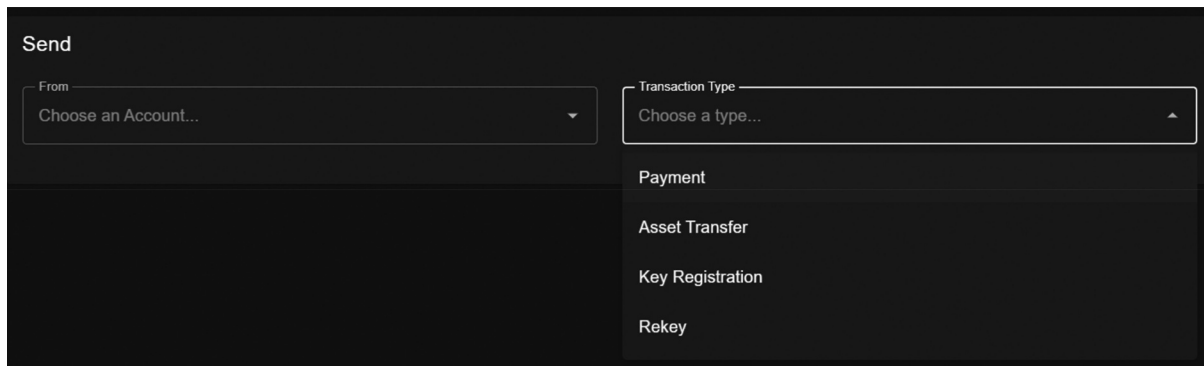 Send
From
Choose an Account...
Transaction Type
Choose a type...
Payment
Asset Transfer
Key Registration
Rekey